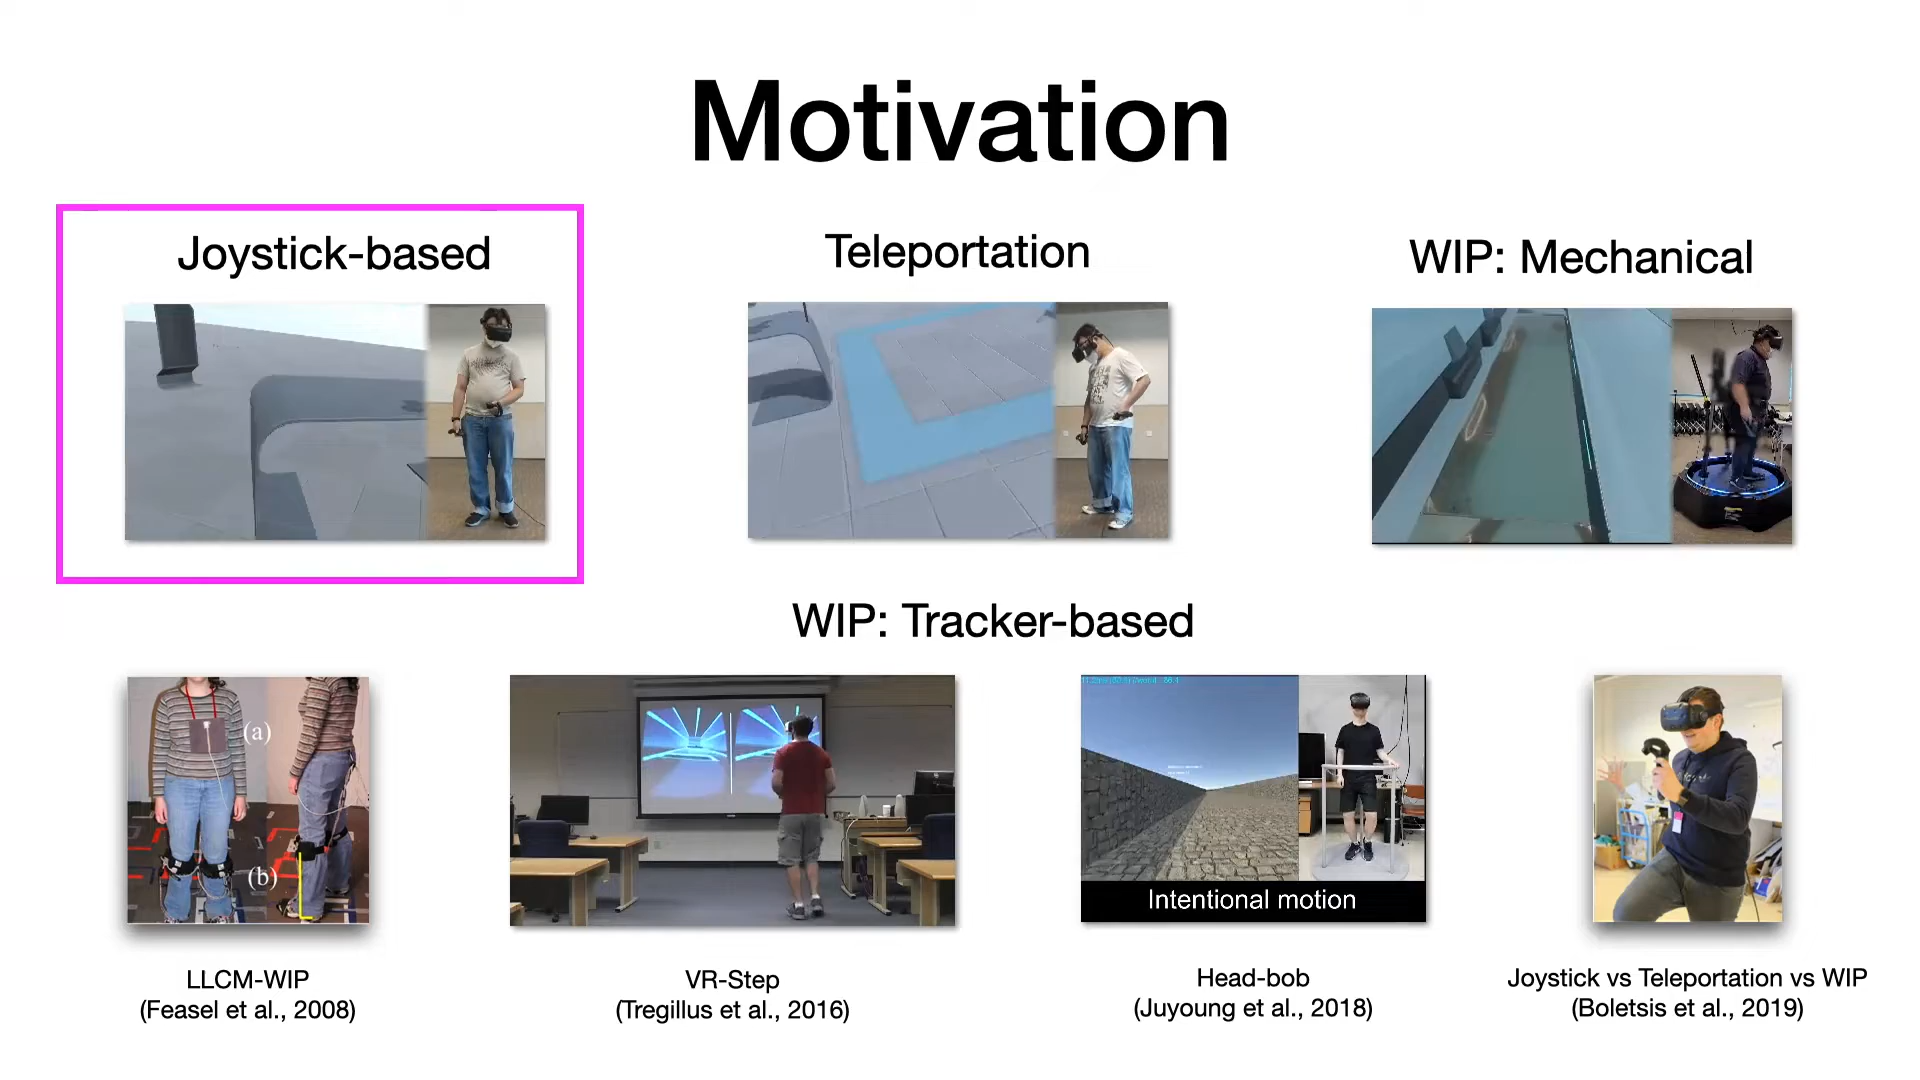 Motivation
Joystick-based
Teleportation
WIP: Mechanical
WIP: Tracker-based
(a)
(b)
Intentional motion
LLCM-WIP
(Feasel et al., 2008)
VR-Step
(Tregillus et al., 2016)
Head-bob
(Juyoung et al., 2018)
Joystick vs Teleportation vs WIP
(Boletsis et al., 2019)